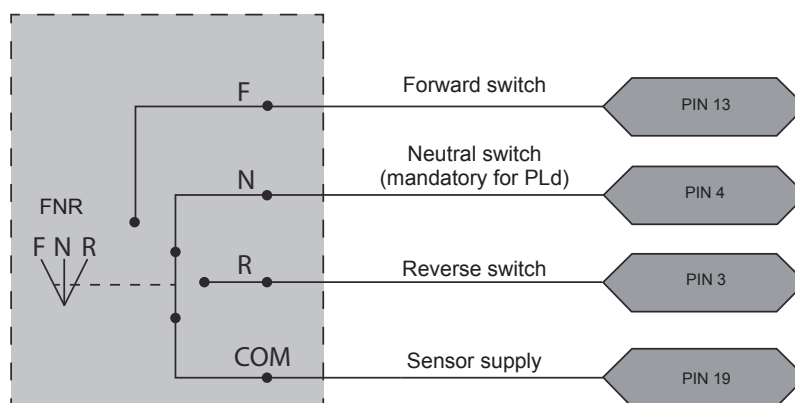 F
Forward switch
PIN 13
Neutral switch
(mandatory for PLd)
N
PIN 4
FNR
F N R
R
Reverse switch
PIN 3
COM
Sensor supply
PIN 19